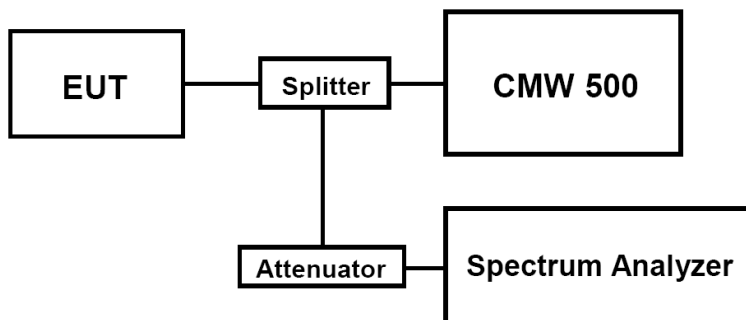 EUT
Splitter
CMW 500
Attenuator
Spectrum Analyzer